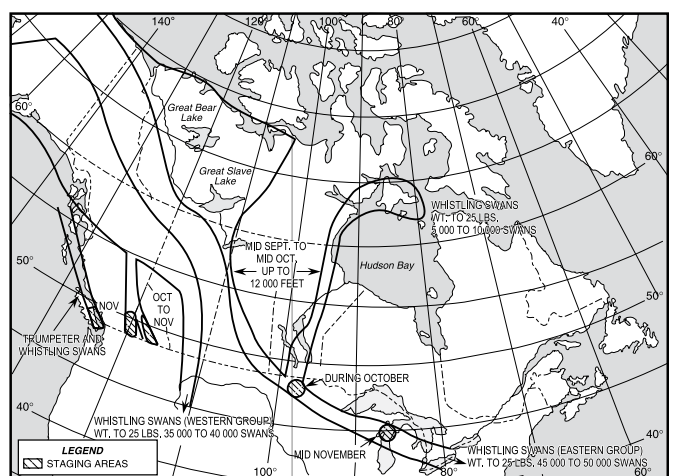 140°
120°
100°
80°
60°
40°
60°
Great Bear
Lake
Great Slave
Lake
60°
WHISTLING SWANS
WT. TO 25 LBS,
5 000 TO 10 000 SWANS
MID SEPT. TO
MID OCT.
UP TO
12 000 FEET
Hudson Bay
50°
NOV
OCT
TO
NOV
50°
TRUMPETER AND
WHISTLING SWANS
DURING OCTOBER
40°
WHISTLING SWANS (WESTERN GROUP)
WT, TO 25 LBS, 35 000 TO 40 000 SWANS
MID NOVEMBER
40°
WHISTLING SWANS (EASTERN GROUP)
WT. TO 25 LBS, 45 000 TO 50 000 SWANS
LEGEND
STAGING AREAS
100°
80°
60°